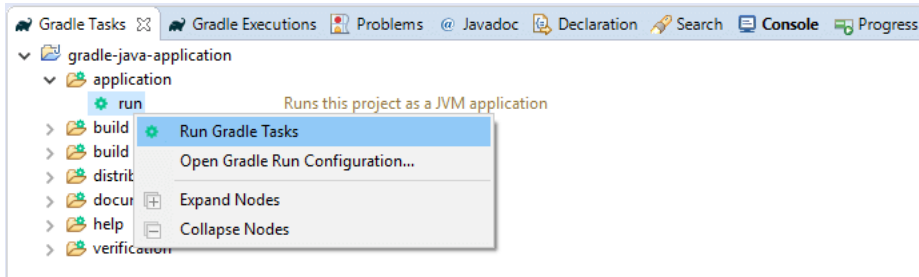 Gradle Tasks Gradle Executions Problems @ Javadoc Declaration Search Console Progress
gradle-java-application
application
run Runs this project as a JVM application
build Run Gradle Tasks
build Open Gradle Run Configuration...
distrib
docum Expand Nodes
help Collapse Nodes
verification